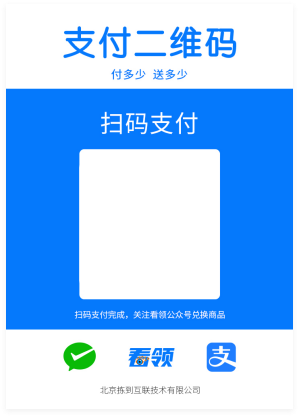 支付二维码
付多少 送多少
扫码支付
扫码支付完成，关注看领公众号兑换商品
看领
支
北京拣到互联技术有限公司